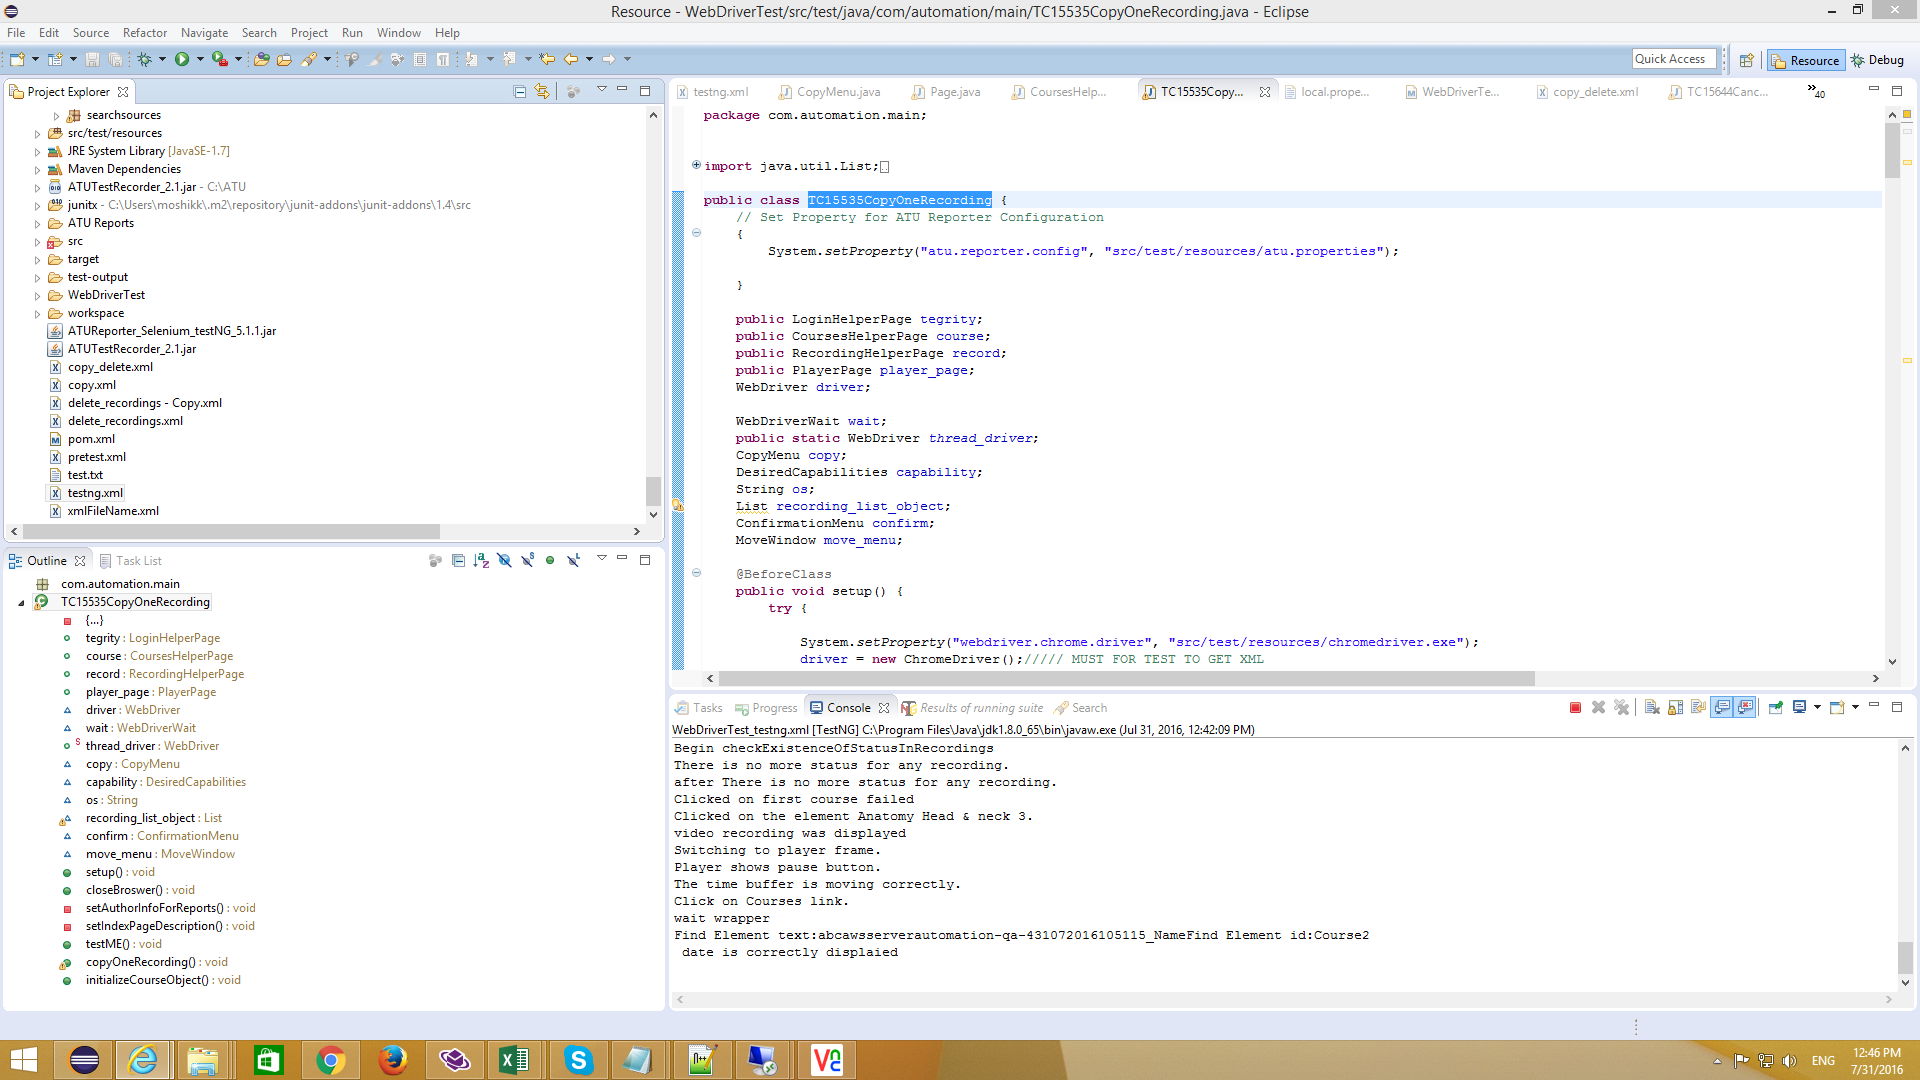 Resource - WebDriverTest/src/test/java/com/automation/main/TC15535CopyOneRecording.java - Eclipse
File Edit Source Refactor Navigate Search Project Run Window Help
Quick Access
Resource
Debug
Project Explorer
searchsources
src/test/resources
JRE System Library [JavaSE-1.7]
Maven Dependencies
ATUTestRecorder_2.1.jar - C:\ATU
junitx - C:\Users\moshikk\.m2\repository\junit-addons\junit-addons\1.4\src
ATU Reports
src
target
test-output
WebDriverTest
workspace
ATUReporter_Selenium_testNG_5.1.1.jar
ATUTestRecorder_2.1.jar
copy_delete.xml
copy.xml
delete_recordings - Copy.xml
delete_recordings.xml
pom.xml
pretest.xml
test.txt
testng.xml
xmlFileName.xml
Outline
Task List
com.automation.main
TC15535CopyOneRecording
{...}
tegrity : LoginHelperPage
course : CoursesHelperPage
record : RecordingHelperPage
player_page : PlayerPage
driver : WebDriver
wait : WebDriverWait
thread_driver : WebDriver
copy : CopyMenu
capability : DesiredCapabilities
os : String
recording_list_object : List
confirm : ConfirmationMenu
move_menu : MoveWindow
setup() : void
closeBroswer() : void
setAuthorInfoForReports() : void
setIndexPageDescription() : void
testME() : void
copyOneRecording() : void
initializeCourseObject() : void
testng.xml CopyMenu.java Page.java CoursesHelp... TC15535Copy... local.prope... WebDriverTe... copy_delete.xml TC15644Canc... »40
package com.automation.main;
import java.util.List;
public class TC15535CopyOneRecording {
// Set Property for ATU Reporter Configuration
{
System.setProperty("atu.reporter.config", "src/test/resources/atu.properties");
}
public LoginHelperPage tegrity;
public CoursesHelperPage course;
public RecordingHelperPage record;
public PlayerPage player_page;
WebDriver driver;
WebDriverWait wait;
public static WebDriver thread_driver;
CopyMenu copy;
DesiredCapabilities capability;
String os;
List recording_list_object;
ConfirmationMenu confirm;
MoveWindow move_menu;
@BeforeClass
public void setup() {
try {
System.setProperty("webdriver.chrome.driver", "src/test/resources/chromedriver.exe");
driver = new ChromeDriver();///// MUST FOR TEST TO GET XML
Tasks Progress Console Results of running suite Search
WebDriverTest_testng.xml [TestNG] C:\Program Files\Java\jdk1.8.0_65\bin\javaw.exe (Jul 31, 2016, 12:42:09 PM)
Begin checkExistenceOfStatusInRecordings
There is no more status for any recording.
after There is no more status for any recording.
Clicked on first course failed
Clicked on the element Anatomy Head & neck 3.
video recording was displayed
Switching to player frame.
Player shows pause button.
The time buffer is moving correctly.
Click on Courses link.
wait wrapper
Find Element text:abcawsserverautomation-qa-431072016105115_NameFind Element id:Course2
date is correctly displaied
ENG
12:46 PM
7/31/2016